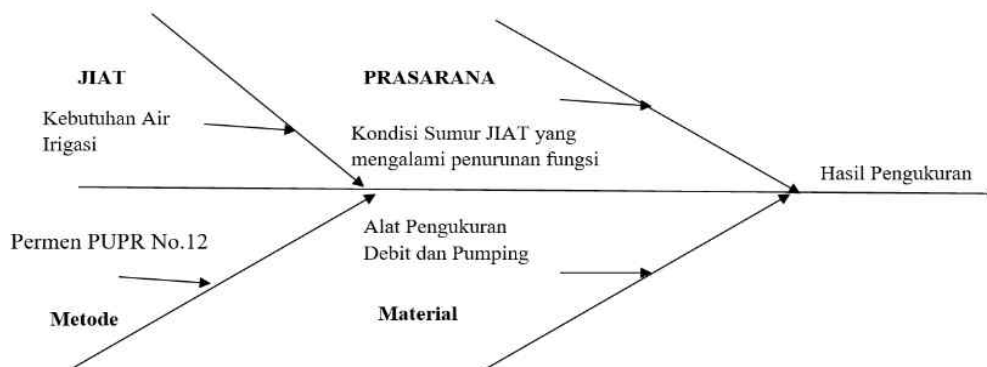 JIAT
Kebutuhan Air
Irigasi
PRASARANA
Kondisi Sumur JIAT yang
mengalami penurunan fungsi
Hasil Pengukuran
Permen PUPR No.12
Metode
Alat Pengukuran
Debit dan Pumping
Material